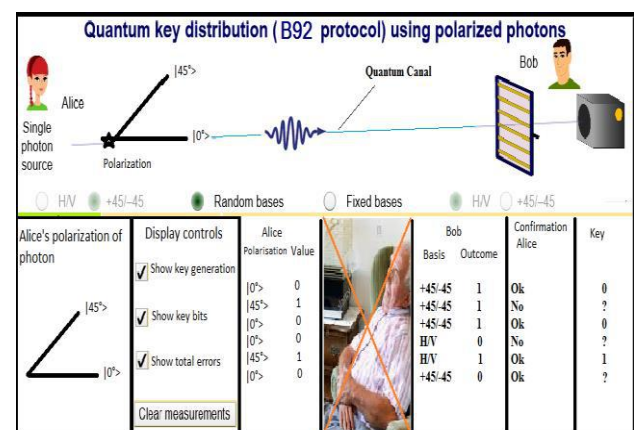 Quantum key distribution ( B92 protocol) using polarized photons
Alice
Single photon source
|45°>
|0°>
Polarization
Quantum Canal
Bob
H/V +45/–45 Random bases Fixed bases H/V +45/–45
Alice's polarization of photon
|45°>
|0°>
Display controls
Show key generation
Show key bits
Show total errors
Clear measurements
Alice
Polarisation Value
|0°> 0
|45°> 1
|0°> 0
|0°> 0
|45°> 1
|0°> 0
Bob
Basis Outcome
+45/-45 1
+45/-45 1
+45/-45 1
H/V 0
H/V 1
+45/-45 0
Confirmation Alice
Ok
No
Ok
No
Ok
Ok
Key
0
?
0
?
1
?